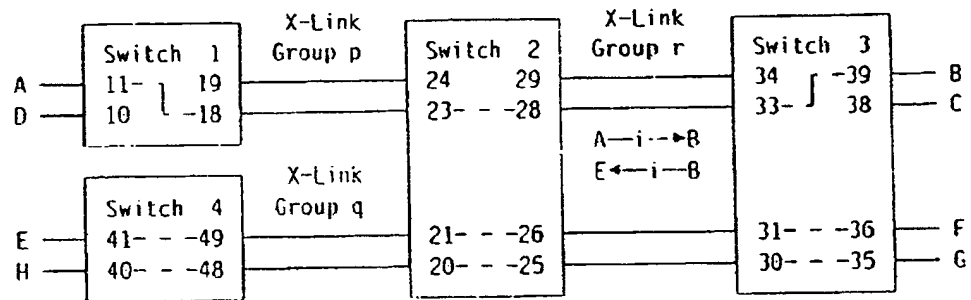 X-Link
Group p
X-Link
Group r
Switch 1
Switch 2
Switch 3
A
11-
19
24
29
34
-39
B
D
10
-18
23- - -28
33-
38
C
A—i--►B
E◄—i—B
X-Link
Group q
Switch 4
E
41- - -49
21- - -26
31- - -36
F
H
40- - -48
20- - -25
30- - -35
G